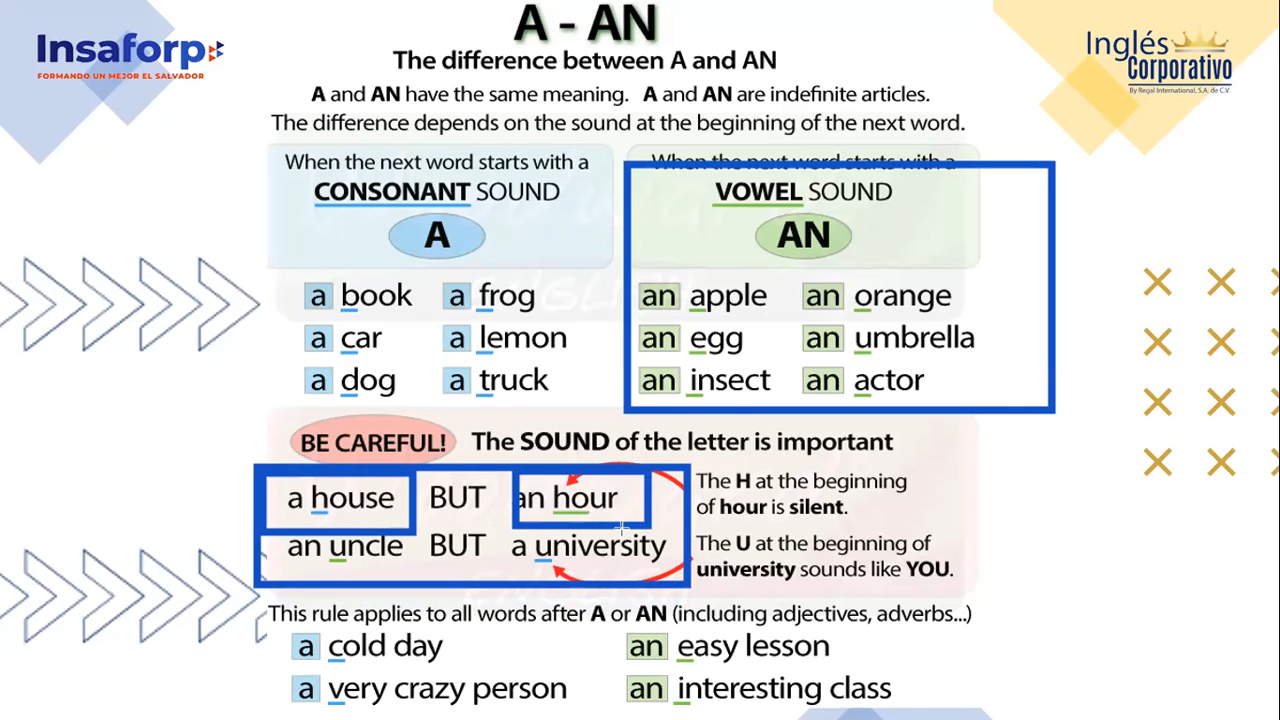 A - AN
Insaforp
FORMANDO UN MEJOR EL SALVADOR
Inglés
Corporativo
By Regal International, S.A. de C.V.
The difference between A and AN
A and AN have the same meaning. A and AN are indefinite articles.
The difference depends on the sound at the beginning of the next word.
When the next word starts with a
CONSONANT SOUND
A
When the next word starts with a
VOWEL SOUND
AN
a book a frog
a car a lemon
a dog a truck
an apple an orange
an egg an umbrella
an insect an actor
BE CAREFUL! The SOUND of the letter is important
a house BUT an hour
The H at the beginning
of hour is silent.
an uncle BUT a university
The U at the beginning of
university sounds like YOU.
This rule applies to all words after A or AN (including adjectives, adverbs...)
a cold day an easy lesson
a very crazy person an interesting class